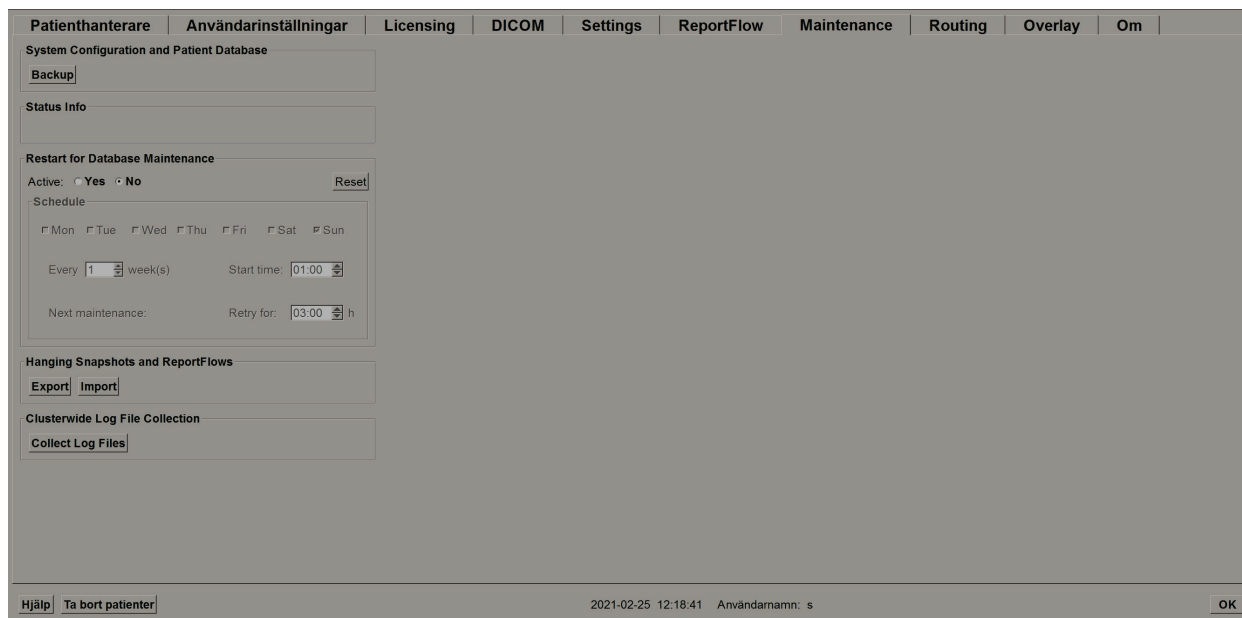 Patienthanterare Användarinställningar Licensing DICOM Settings ReportFlow Maintenance Routing Overlay Om
System Configuration and Patient Database
Backup
Status Info
Restart for Database Maintenance
Active: Yes No Reset
Schedule
Mon Tue Wed Thu Fri Sat Sun
Every 1 week(s) Start time: 01:00
Next maintenance: Retry for: 03:00 h
Hanging Snapshots and ReportFlows
Export Import
Clusterwide Log File Collection
Collect Log Files
Hjälp Ta bort patienter 2021-02-25 12:18:41 Användarnamn: s OK